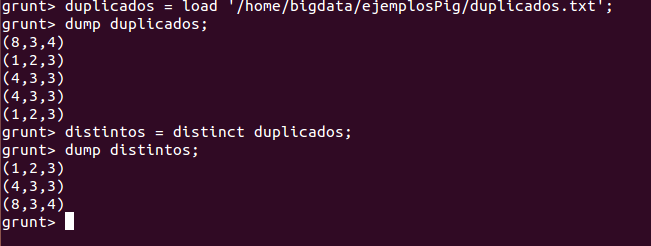 grunt> duplicados = load '/home/bigdata/ejemplosPig/duplicados.txt';
grunt> dump duplicados;
(8,3,4)
(1,2,3)
(4,3,3)
(4,3,3)
(1,2,3)
grunt> distintos = distinct duplicados;
grunt> dump distintos;
(1,2,3)
(4,3,3)
(8,3,4)
grunt>